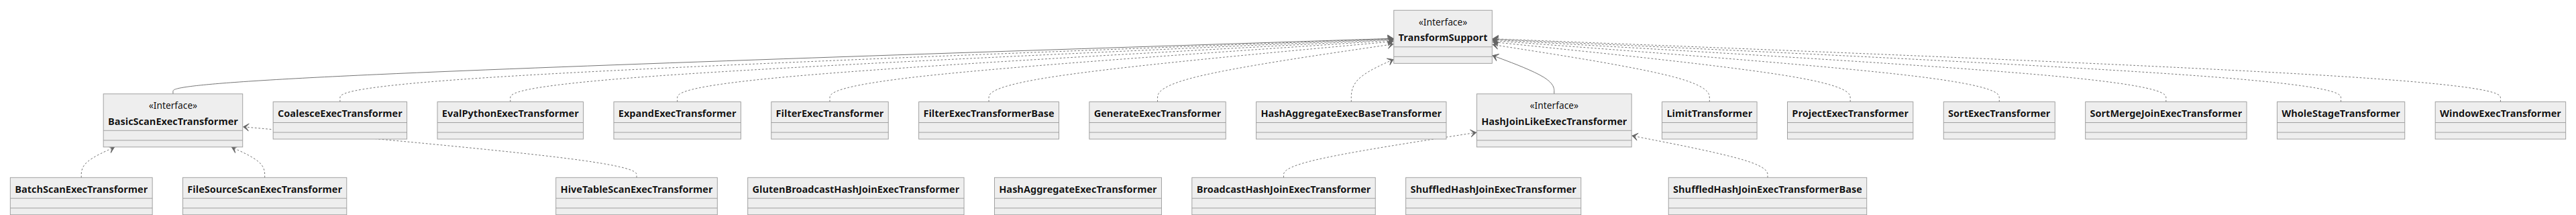 «Interface»
TransformSupport
«Interface»
BasicScanExecTransformer
CoalesceExecTransformer
EvalPythonExecTransformer
ExpandExecTransformer
FilterExecTransformer
FilterExecTransformerBase
GenerateExecTransformer
HashAggregateExecBaseTransformer
«Interface»
HashJoinLikeExecTransformer
LimitTransformer
ProjectExecTransformer
SortExecTransformer
SortMergeJoinExecTransformer
WholeStageTransformer
WindowExecTransformer
BatchScanExecTransformer
FileSourceScanExecTransformer
HiveTableScanExecTransformer
GlutenBroadcastHashJoinExecTransformer
HashAggregateExecTransformer
BroadcastHashJoinExecTransformer
ShuffledHashJoinExecTransformer
ShuffledHashJoinExecTransformerBase